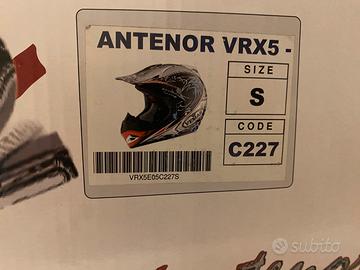 ANTENOR VRX5 -
SIZE
S
CODE
C227
VRX5E05C227S
subito